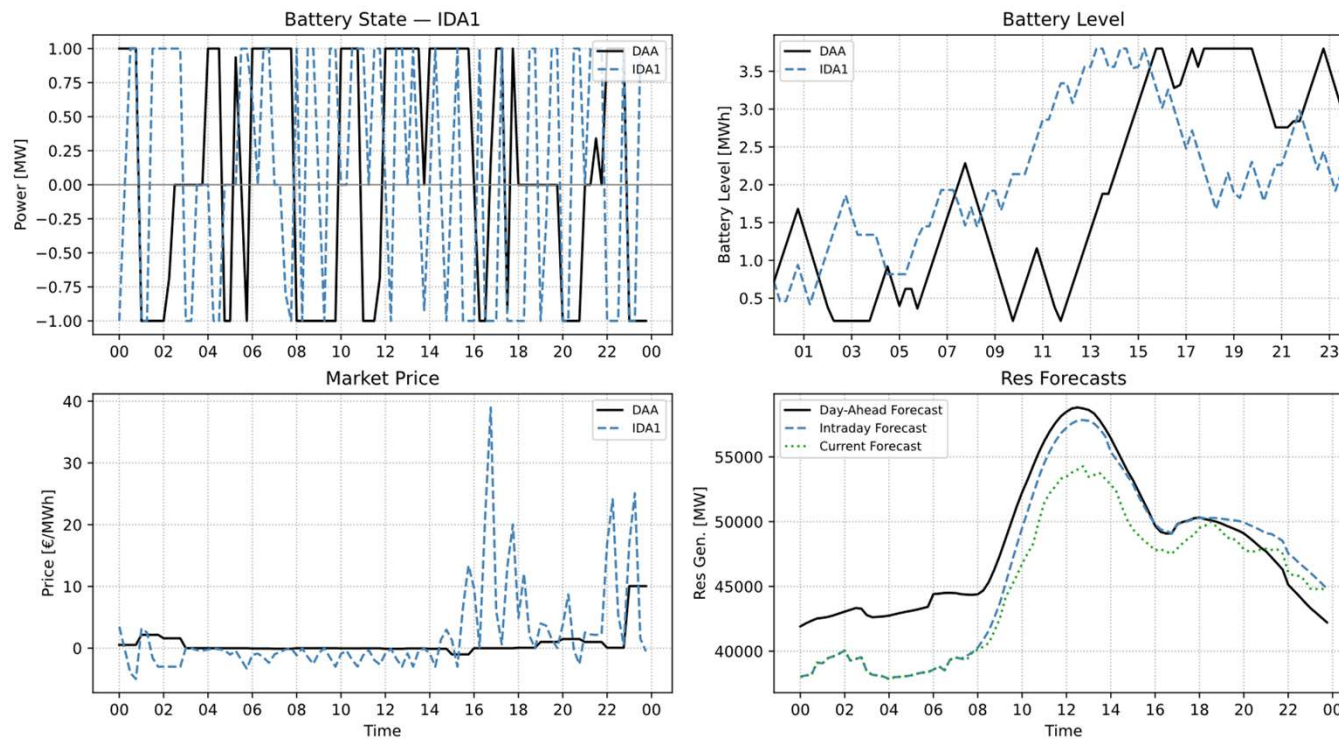 Battery State — IDA1
Power [MW]
1.00
0.75
0.50
0.25
0.00
−0.25
−0.50
−0.75
−1.00
DAA
IDA1
00 02 04 06 08 10 12 14 16 18 20 22 00
Battery Level
Battery Level [MWh]
3.5
3.0
2.5
2.0
1.5
1.0
0.5
DAA
IDA1
01 03 05 07 09 11 13 15 17 19 21 23
Market Price
Price [€/MWh]
40
30
20
10
0
DAA
IDA1
00 02 04 06 08 10 12 14 16 18 20 22 00
Time
Res Forecasts
Res Gen. [MW]
55000
50000
45000
40000
Day-Ahead Forecast
Intraday Forecast
Current Forecast
00 02 04 06 08 10 12 14 16 18 20 22
Time